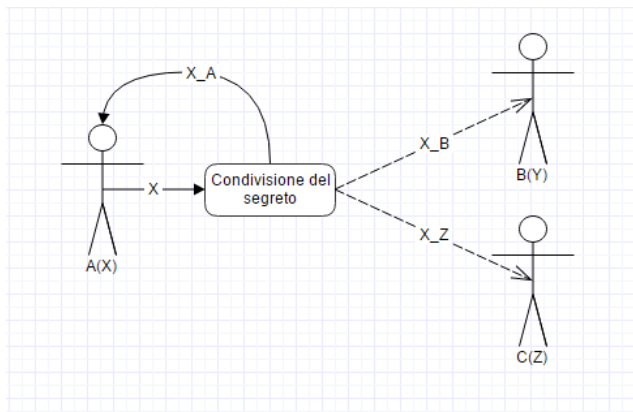 X_A
X_B
Condivisione del
segreto
X
B(Y)
X_Z
A(X)
C(Z)